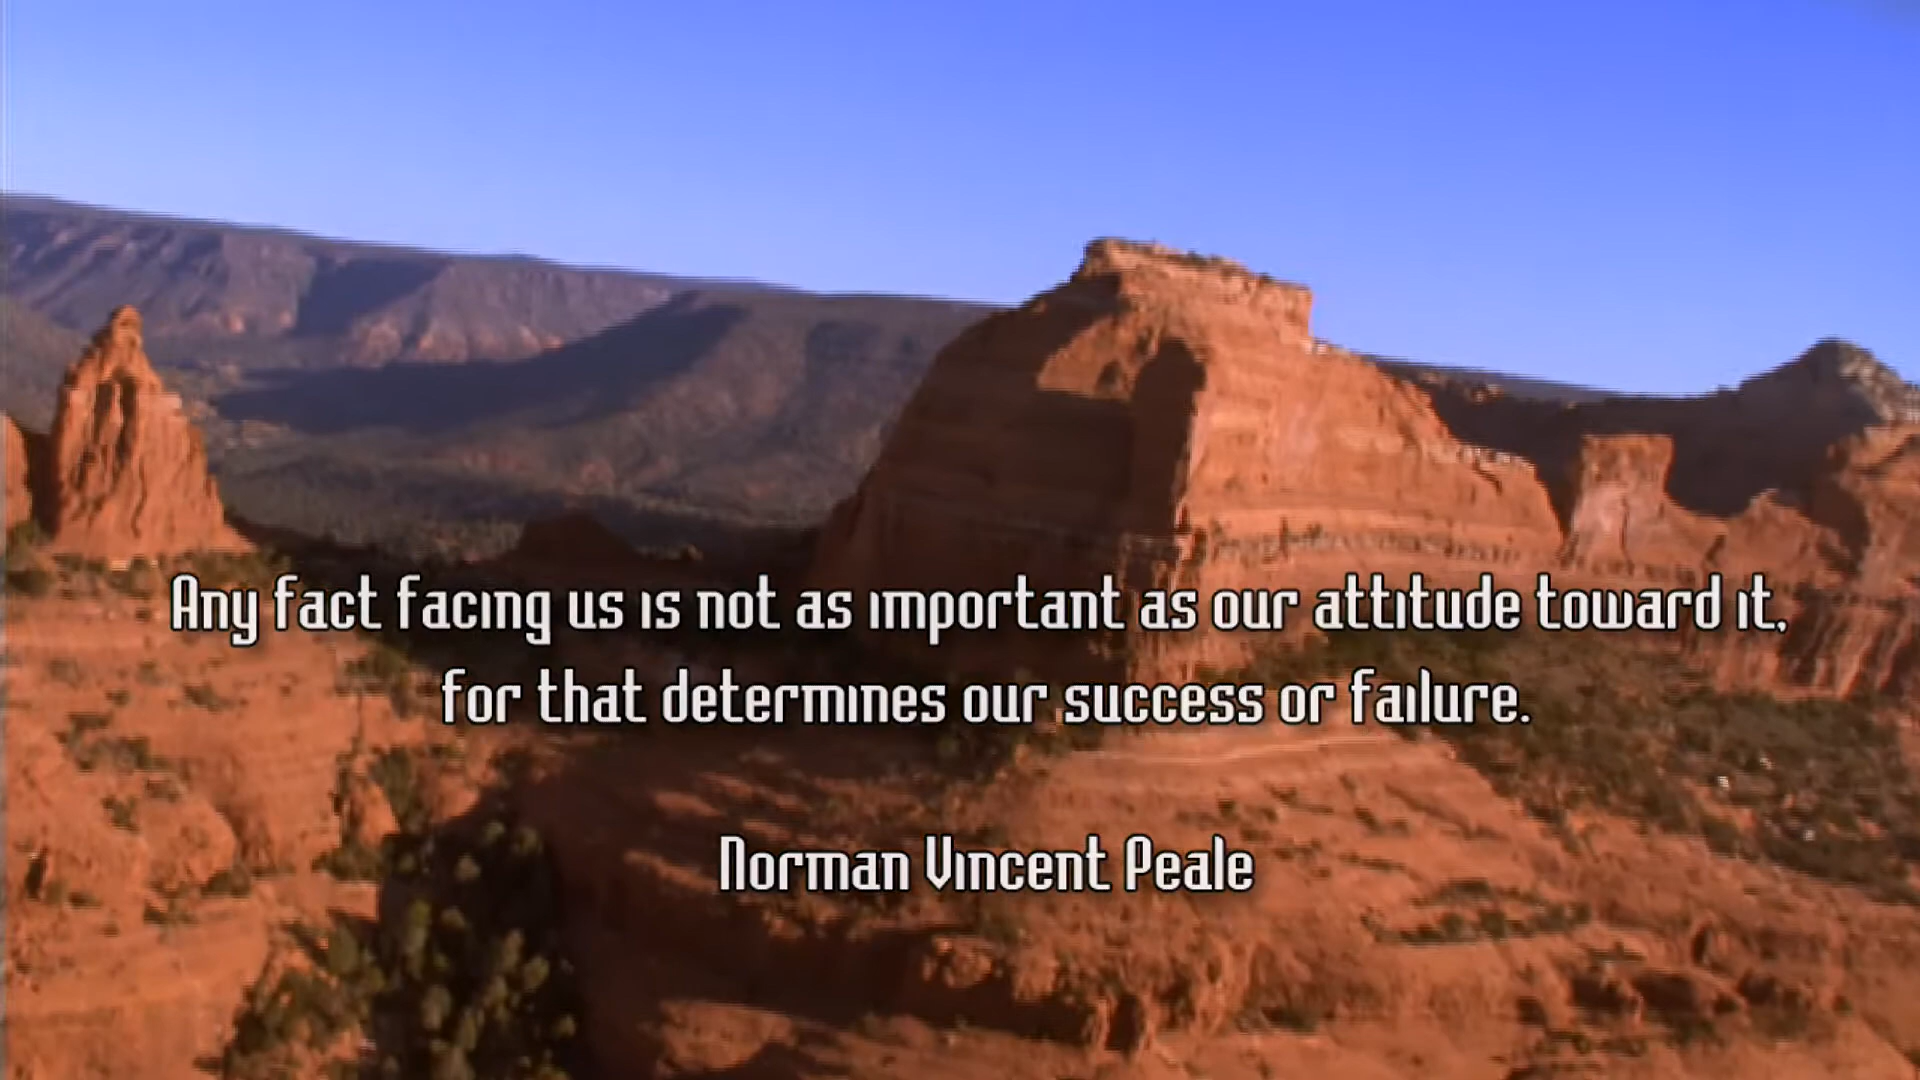 Any fact facing us is not as important as our attitude toward it,
for that determines our success or failure.
Norman Vincent Peale